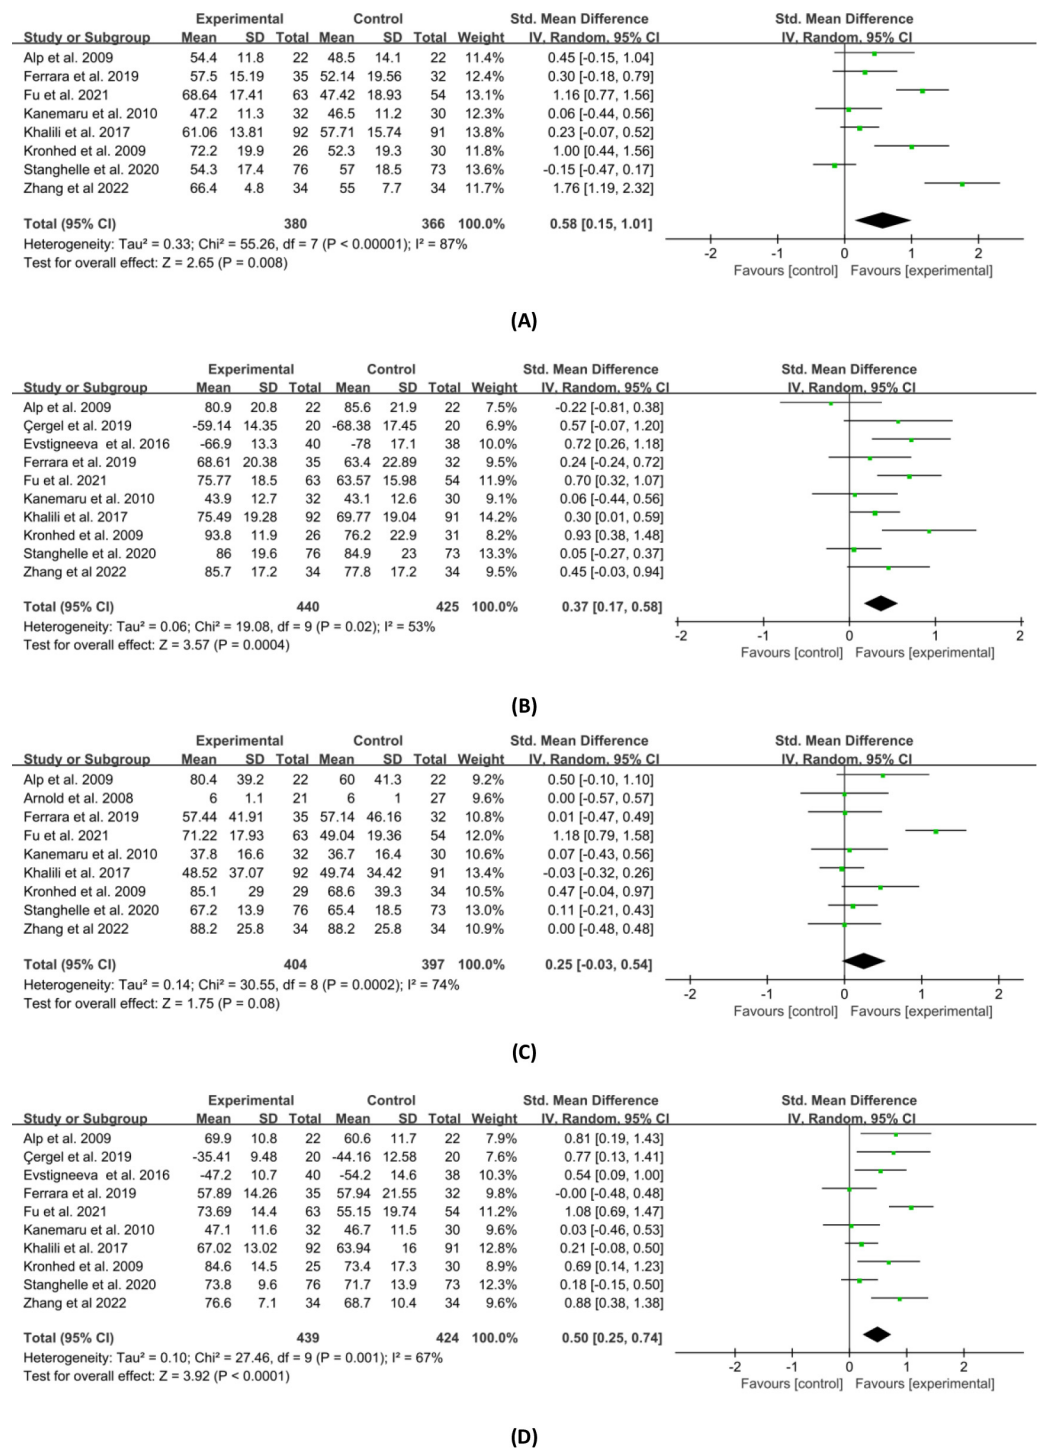 Experimental Control Std. Mean Difference Std. Mean Difference
Study or Subgroup Mean SD Total Mean SD Total Weight IV, Random, 95% CI IV, Random, 95% CI
Alp et al. 2009 54.4 11.8 22 48.5 14.1 22 11.4% 0.45 [-0.15, 1.04]
Ferrara et al. 2019 57.5 15.19 35 52.14 19.56 32 12.4% 0.30 [-0.18, 0.79]
Fu et al. 2021 68.64 17.41 63 47.42 18.93 54 13.1% 1.16 [0.77, 1.56]
Kanemaru et al. 2010 47.2 11.3 32 46.5 11.2 30 12.3% 0.06 [-0.44, 0.56]
Khalili et al. 2017 61.06 13.81 92 57.71 15.74 91 13.8% 0.23 [-0.07, 0.52]
Kronhed et al. 2009 72.2 19.9 26 52.3 19.3 30 11.8% 1.00 [0.44, 1.56]
Stanghelle et al. 2020 54.3 17.4 76 57 18.5 73 13.6% -0.15 [-0.47, 0.17]
Zhang et al 2022 66.4 4.8 34 55 7.7 34 11.7% 1.76 [1.19, 2.32]
Total (95% CI) 380 366 100.0% 0.58 [0.15, 1.01]
Heterogeneity: Tau² = 0.33; Chi² = 55.26, df = 7 (P < 0.00001); I² = 87%
-2 -1 0 1 2
Test for overall effect: Z = 2.65 (P = 0.008)
Favours [control] Favours [experimental]
(A)
Experimental Control Std. Mean Difference Std. Mean Difference
Study or Subgroup Mean SD Total Mean SD Total Weight IV, Random, 95% CI IV, Random, 95% CI
Alp et al. 2009 80.9 20.8 22 85.6 21.9 22 7.5% -0.22 [-0.81, 0.38]
Çergel et al. 2019 -59.14 14.35 20 -68.38 17.45 20 6.9% 0.57 [-0.07, 1.20]
Evstigneeva et al. 2016 -66.9 13.3 40 -78 17.1 38 10.0% 0.72 [0.26, 1.18]
Ferrara et al. 2019 68.61 20.38 35 63.4 22.89 32 9.5% 0.24 [-0.24, 0.72]
Fu et al. 2021 75.77 18.5 63 63.57 15.98 54 11.9% 0.70 [0.32, 1.07]
Kanemaru et al. 2010 43.9 12.7 32 43.1 12.6 30 9.1% 0.06 [-0.44, 0.56]
Khalili et al. 2017 75.49 19.28 92 69.77 19.04 91 14.2% 0.30 [0.01, 0.59]
Kronhed et al. 2009 93.8 11.9 26 76.2 22.9 31 8.2% 0.93 [0.38, 1.48]
Stanghelle et al. 2020 86 19.6 76 84.9 23 73 13.3% 0.05 [-0.27, 0.37]
Zhang et al 2022 85.7 17.2 34 77.8 17.2 34 9.5% 0.45 [-0.03, 0.94]
Total (95% CI) 440 425 100.0% 0.37 [0.17, 0.58]
Heterogeneity: Tau² = 0.06; Chi² = 19.08, df = 9 (P = 0.02); I² = 53%
-2 -1 0 1 2
Test for overall effect: Z = 3.57 (P = 0.0004)
Favours [control] Favours [experimental]
(B)
Experimental Control Std. Mean Difference Std. Mean Difference
Study or Subgroup Mean SD Total Mean SD Total Weight IV, Random, 95% CI IV, Random, 95% CI
Alp et al. 2009 80.4 39.2 22 60 41.3 22 9.2% 0.50 [-0.10, 1.10]
Arnold et al. 2008 6 1.1 21 6 1 27 9.6% 0.00 [-0.57, 0.57]
Ferrara et al. 2019 57.44 41.91 35 57.14 46.16 32 10.8% 0.01 [-0.47, 0.49]
Fu et al. 2021 71.22 17.93 63 49.04 19.36 54 12.0% 1.18 [0.79, 1.58]
Kanemaru et al. 2010 37.8 16.6 32 36.7 16.4 30 10.6% 0.07 [-0.43, 0.56]
Khalili et al. 2017 48.52 37.07 92 49.74 34.42 91 13.4% -0.03 [-0.32, 0.26]
Kronhed et al. 2009 85.1 29 29 68.6 39.3 34 10.5% 0.47 [-0.04, 0.97]
Stanghelle et al. 2020 67.2 13.9 76 65.4 18.5 73 13.0% 0.11 [-0.21, 0.43]
Zhang et al 2022 88.2 25.8 34 88.2 25.8 34 10.9% 0.00 [-0.48, 0.48]
Total (95% CI) 404 397 100.0% 0.25 [-0.03, 0.54]
Heterogeneity: Tau² = 0.14; Chi² = 30.55, df = 8 (P = 0.0002); I² = 74%
-2 -1 0 1 2
Test for overall effect: Z = 1.75 (P = 0.08)
Favours [control] Favours [experimental]
(C)
Experimental Control Std. Mean Difference Std. Mean Difference
Study or Subgroup Mean SD Total Mean SD Total Weight IV, Random, 95% CI IV, Random, 95% CI
Alp et al. 2009 69.9 10.8 22 60.6 11.7 22 7.9% 0.81 [0.19, 1.43]
Çergel et al. 2019 -35.41 9.48 20 -44.16 12.58 20 7.6% 0.77 [0.13, 1.41]
Evstigneeva et al. 2016 -47.2 10.7 40 -54.2 14.6 38 10.3% 0.54 [0.09, 1.00]
Ferrara et al. 2019 57.89 14.26 35 57.94 21.55 32 9.8% -0.00 [-0.48, 0.48]
Fu et al. 2021 73.69 14.4 63 55.15 19.74 54 11.2% 1.08 [0.69, 1.47]
Kanemaru et al. 2010 47.1 11.6 32 46.7 11.5 30 9.6% 0.03 [-0.46, 0.53]
Khalili et al. 2017 67.02 13.02 92 63.94 16 91 12.8% 0.21 [-0.08, 0.50]
Kronhed et al. 2009 84.6 14.5 25 73.4 17.3 30 8.9% 0.69 [0.14, 1.23]
Stanghelle et al. 2020 73.8 9.6 76 71.7 13.9 73 12.3% 0.18 [-0.15, 0.50]
Zhang et al 2022 76.6 7.1 34 68.7 10.4 34 9.6% 0.88 [0.38, 1.38]
Total (95% CI) 439 424 100.0% 0.50 [0.25, 0.74]
Heterogeneity: Tau² = 0.10; Chi² = 27.46, df = 9 (P = 0.001); I² = 67%
-2 -1 0 1 2
Test for overall effect: Z = 3.92 (P < 0.0001)
Favours [control] Favours [experimental]
(D)